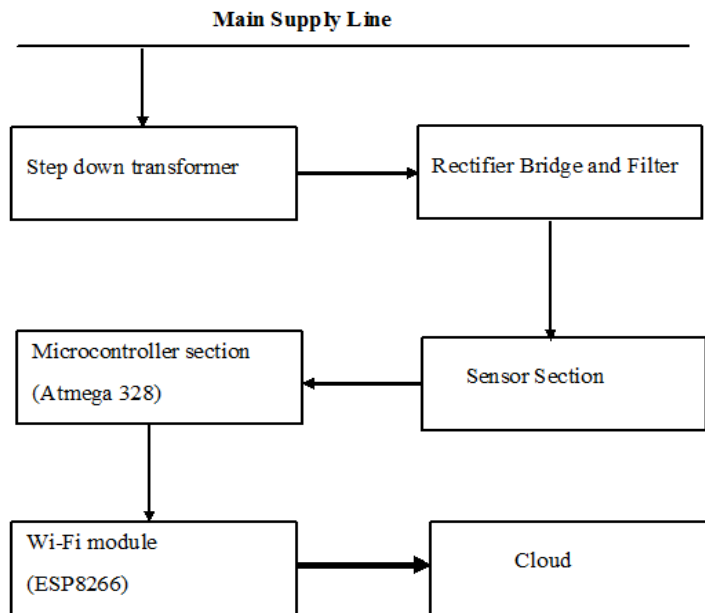 Main Supply Line
Step down transformer
Rectifier Bridge and Filter
Microcontroller section
(Atmega 328)
Sensor Section
Wi-Fi module
(ESP8266)
Cloud